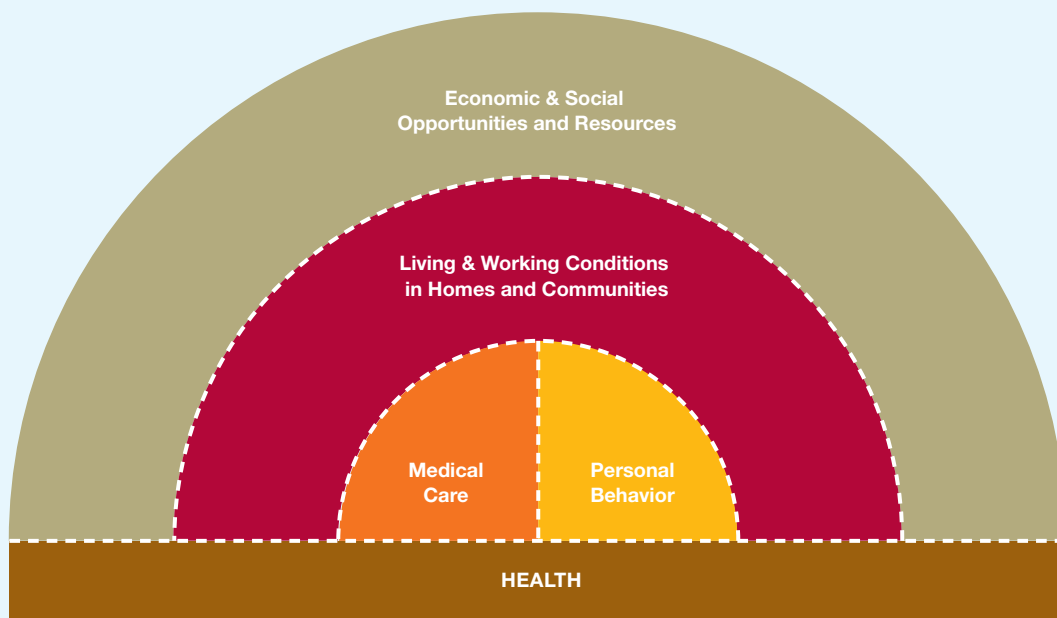 Economic & Social
Opportunities and Resources
Living & Working Conditions
in Homes and Communities
Medical
Care
Personal
Behavior
HEALTH